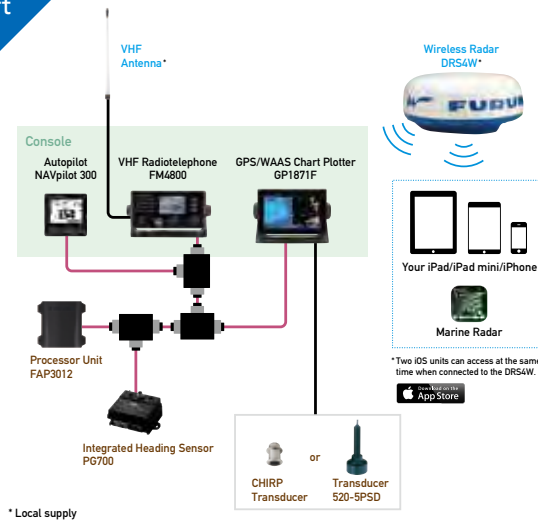 VHF
Antenna*
Wireless Radar
DRS4W*
Console
Autopilot
NAVpilot 300
VHF Radiotelephone
FM4800
GPS/WAAS Chart Plotter
GP1871F
Your iPad/iPad mini/iPhone
Marine Radar
* Two iOS units can access at the same
time when connected to the DRS4W.
Download on the
App Store
Processor Unit
FAP3012
Integrated Heading Sensor
PG700
CHIRP
Transducer
or
Transducer
520-5PSD
* Local supply